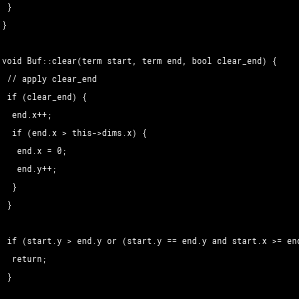 }
}
void Buf::clear(term start, term end, bool clear_end) {
// apply clear_end
if (clear_end) {
end.x++;
if (end.x > this->dims.x) {
end.x = 0;
end.y++;
}
}
if (start.y > end.y or (start.y == end.y and start.x >= end
return;
}